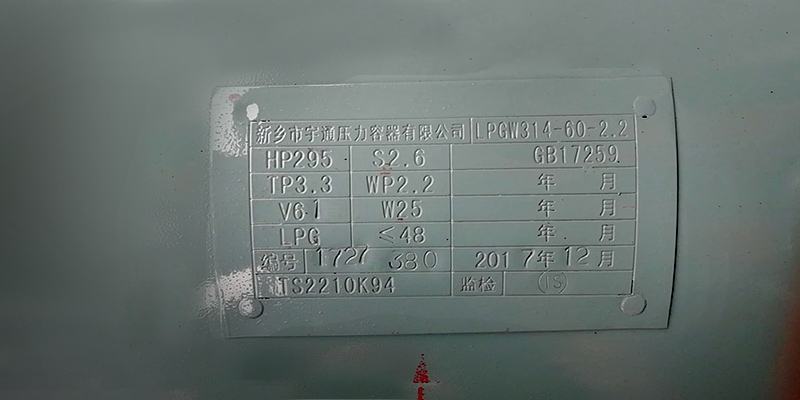 新乡市宇通压力容器有限公司 LPGW314-60-2.2
HP295 S2.6 GB17259
TP3.3 WP2.2 年 月
V61 W25 年 月
LPG ≤48 年 月
编号 1727 380 2017年12月
TS2210K94 监检 TS